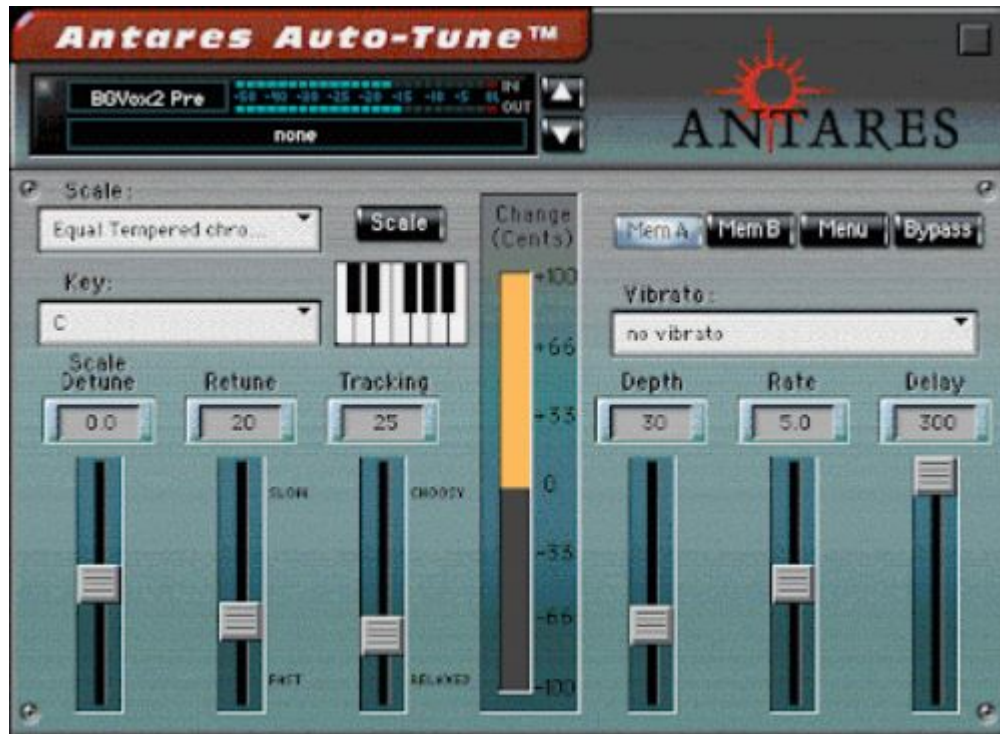 Antares Auto-Tune™
BGVox2 Pre
-50 -40 -30 -25 -20 -15 -10 -5 0
IN
OUT
none
ANTARES
Scale:
Equal Tempered chro...
Scale
Key:
C
Change
(Cents)
+100
+66
+33
0
-33
-66
-100
Mem A
Mem B
Menu
Bypass
Vibrato:
no vibrato
Scale
Detune
Retune
Tracking
0.0
20
25
SLOW
CHOOSY
FAST
RELAXED
Depth
Rate
Delay
30
5.0
300